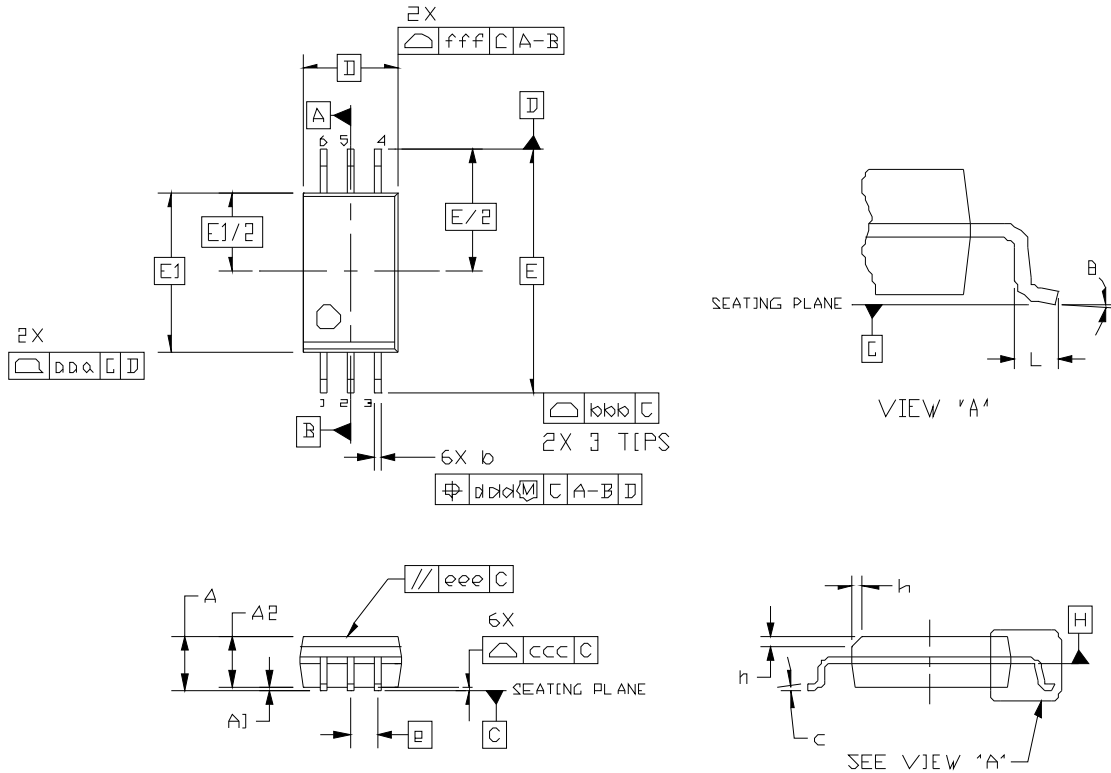 2X
fff C A-B
D
A
D
6 5 4
E1/2
E/2
E1
E
2X
C D
1 2 3
B
bbb C
2X 3 TIPS
6X b
ddd M C A-B D
SEATING PLANE
C
B
L
VIEW "A"
// eee C
A
A2
6X
ccc C
SEATING PLANE
A1
e
C
h
H
h
c
SEE VIEW "A"